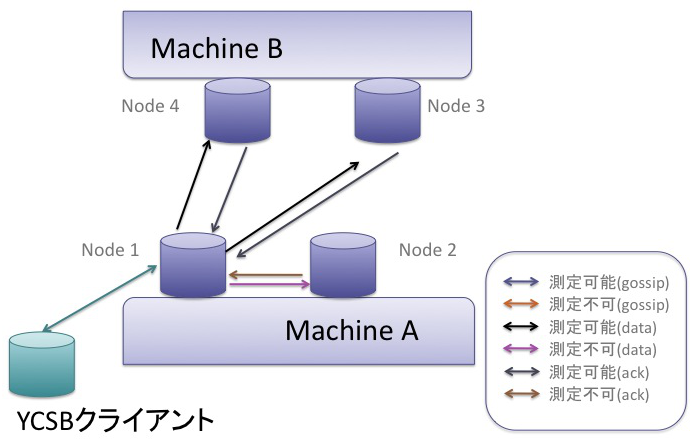 Machine B
Node 4
Node 3
Node 1
Node 2
Machine A
YCSBクライアント
測定可能(gossip)
測定不可(gossip)
測定可能(data)
測定不可(data)
測定可能(ack)
測定不可(ack)